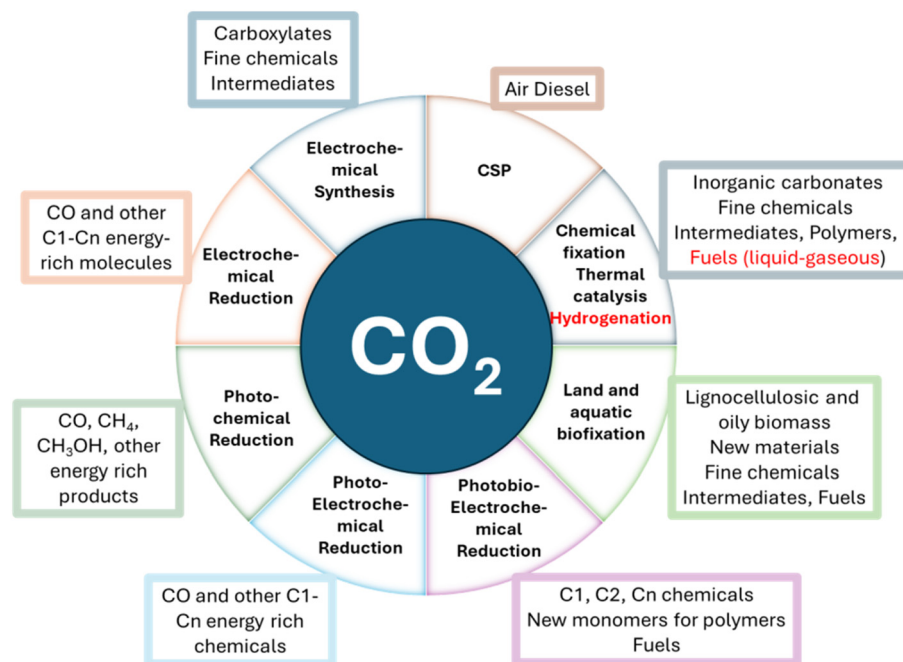 Carboxylates
Fine chemicals
Intermediates
Air Diesel
Electroche-
mical
Synthesis
CSP
Inorganic carbonates
Fine chemicals
Intermediates, Polymers,
Fuels (liquid-gaseous)
CO and other
C1-Cn energy-
rich molecules
Electroche-
mical
Reduction
Chemical
fixation
Thermal
catalysis
Hydrogenation
CO₂
Photo-
chemical
Reduction
Land and
aquatic
biofixation
CO, CH₄,
CH₃OH, other
energy rich
products
Lignocellulosic and
oily biomass
New materials
Fine chemicals
Intermediates, Fuels
Photo-
Electroche-
mical
Reduction
Photobio-
Electroche-
mical
Reduction
CO and other C1-
Cn energy rich
chemicals
C1, C2, Cn chemicals
New monomers for polymers
Fuels